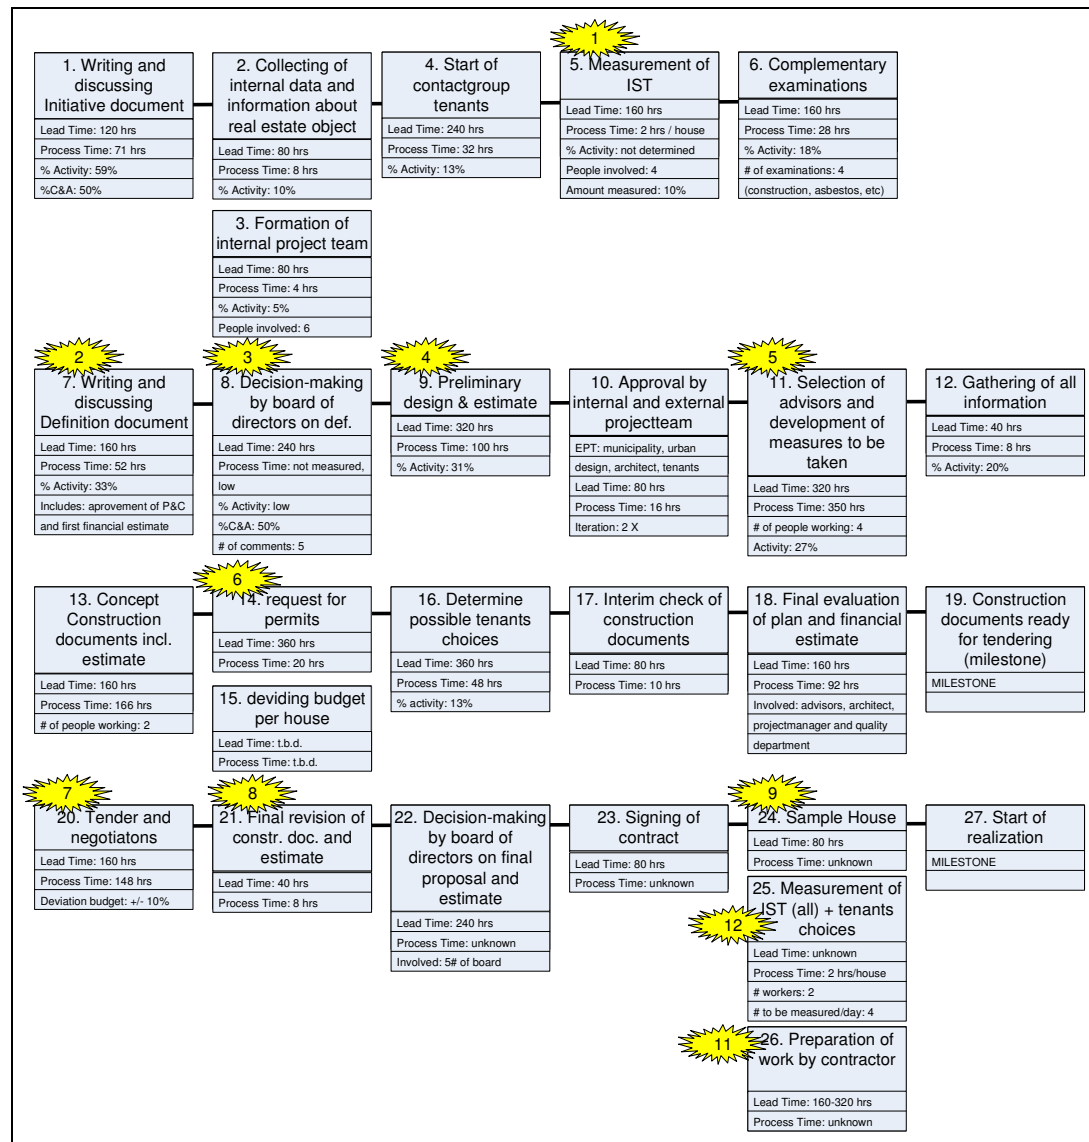 1
1. Writing and
discussing
Initiative document
Lead Time: 120 hrs
Process Time: 71 hrs
% Activity: 59%
%C&A: 50%
2. Collecting of
internal data and
information about
real estate object
Lead Time: 80 hrs
Process Time: 8 hrs
% Activity: 10%
3. Formation of
internal project team
Lead Time: 80 hrs
Process Time: 4 hrs
% Activity: 5%
People involved: 6
4. Start of
contactgroup
tenants
Lead Time: 240 hrs
Process Time: 32 hrs
% Activity: 13%
5. Measurement of
IST
Lead Time: 160 hrs
Process Time: 2 hrs / house
% Activity: not determined
People involved: 4
Amount measured: 10%
6. Complementary
examinations
Lead Time: 160 hrs
Process Time: 28 hrs
% Activity: 18%
# of examinations: 4
(construction, asbestos, etc)
2
7. Writing and
discussing
Definition document
Lead Time: 160 hrs
Process Time: 52 hrs
% Activity: 33%
Includes: aprovement of P&C
and first financial estimate
3
8. Decision-making
by board of
directors on def.
Lead Time: 240 hrs
Process Time: not measured,
low
% Activity: low
%C&A: 50%
# of comments: 5
4
9. Preliminary
design & estimate
Lead Time: 320 hrs
Process Time: 100 hrs
% Activity: 31%
10. Approval by
internal and external
projectteam
EPT: municipality, urban
design, architect, tenants
Lead Time: 80 hrs
Process Time: 16 hrs
Iteration: 2 X
5
11. Selection of
advisors and
development of
measures to be
taken
Lead Time: 320 hrs
Process Time: 350 hrs
# of people working: 4
Activity: 27%
12. Gathering of all
information
Lead Time: 40 hrs
Process Time: 8 hrs
% Activity: 20%
13. Concept
Construction
documents incl.
estimate
Lead Time: 160 hrs
Process Time: 166 hrs
# of people working: 2
6
14. request for
permits
Lead Time: 360 hrs
Process Time: 20 hrs
15. deviding budget
per house
Lead Time: t.b.d.
Process Time: t.b.d.
16. Determine
possible tenants
choices
Lead Time: 360 hrs
Process Time: 48 hrs
% activity: 13%
17. Interim check of
construction
documents
Lead Time: 80 hrs
Process Time: 10 hrs
18. Final evaluation
of plan and financial
estimate
Lead Time: 160 hrs
Process Time: 92 hrs
Involved: advisors, architect,
projectmanager and quality
department
19. Construction
documents ready
for tendering
(milestone)
MILESTONE
7
20. Tender and
negotiatons
Lead Time: 160 hrs
Process Time: 148 hrs
Deviation budget: +/- 10%
8
21. Final revision of
constr. doc. and
estimate
Lead Time: 40 hrs
Process Time: 8 hrs
22. Decision-making
by board of
directors on final
proposal and
estimate
Lead Time: 240 hrs
Process Time: unknown
Involved: 5# of board
23. Signing of
contract
Lead Time: 80 hrs
Process Time: unknown
9
24. Sample House
Lead Time: 80 hrs
Process Time: unknown
12
25. Measurement of
IST (all) + tenants
choices
Lead Time: unknown
Process Time: 2 hrs/house
# workers: 2
# to be measured/day: 4
11
26. Preparation of
work by contractor
Lead Time: 160-320 hrs
Process Time: unknown
27. Start of
realization
MILESTONE